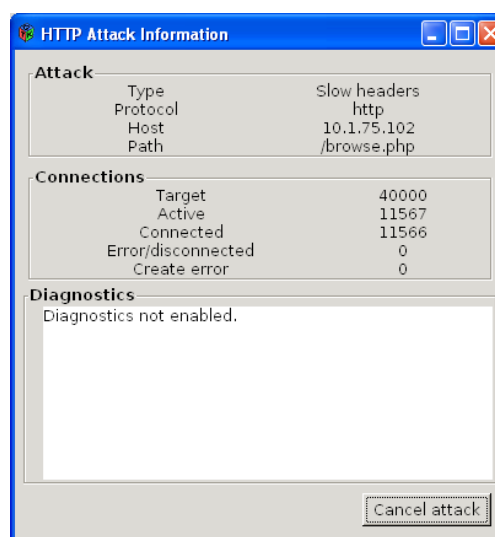 HTTP Attack Information
Attack
Type Slow headers
Protocol http
Host 10.1.75.102
Path /browse.php
Connections
Target 40000
Active 11567
Connected 11566
Error/disconnected 0
Create error 0
Diagnostics
Diagnostics not enabled.
Cancel attack